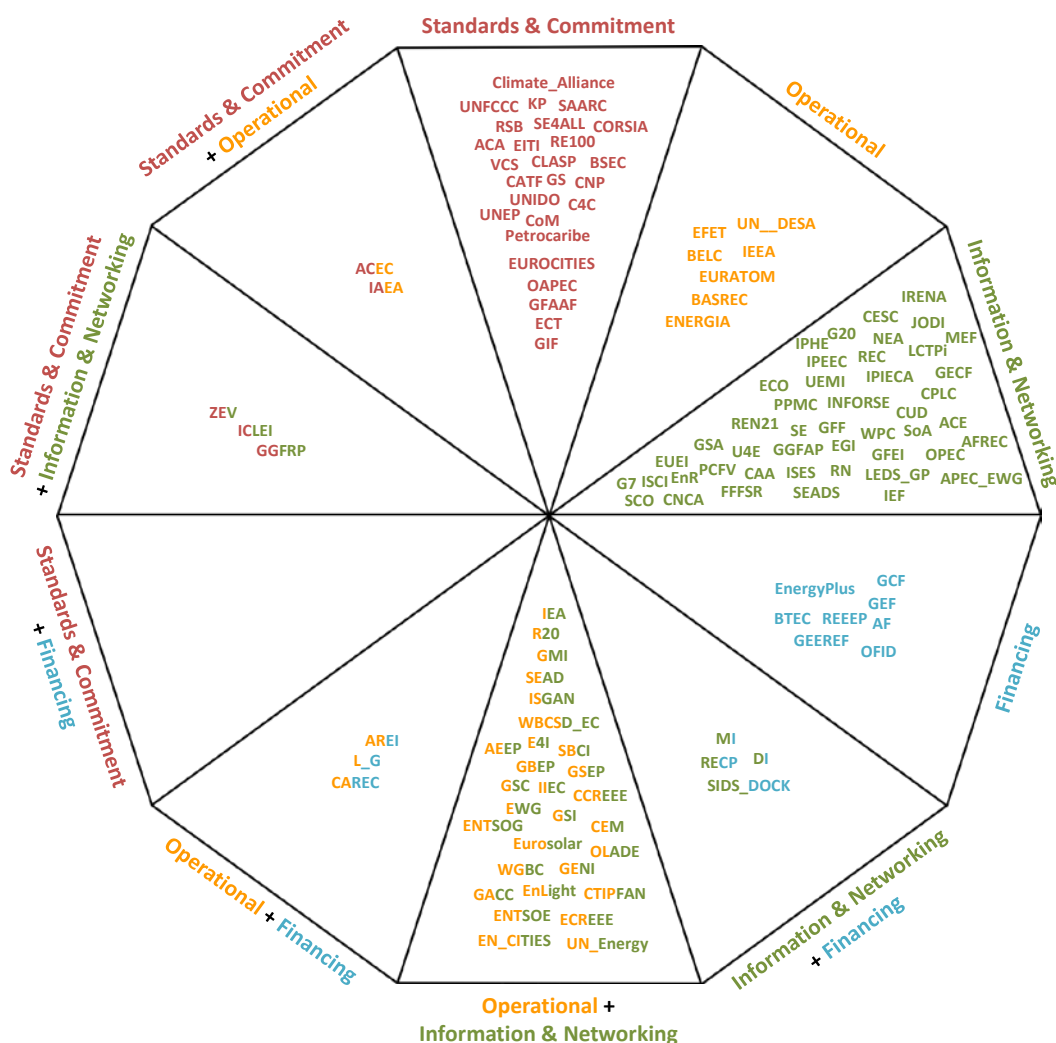 Standards & Commitment
Climate_Alliance
UNFCCC KP SAARC
RSB SE4ALL CORSIA
ACA EITI RE100
VCS CLASP BSEC
CATF GS CNP
UNIDO C4C
UNEP CoM
Petrocaribe
EUROCITIES
OAPEC
GFAAF
ECT
GIF
Operational
EFET UN__DESA
BELC IEEA
EURATOM
BASREC
ENERGIA
Information & Networking
IRENA
CESC JODI
IPHE G20 NEA MEF
IPEEC REC LCTPi
ECO UEMI IPIECA GECF
PPMC INFORSE CPLC
REN21 SE GFF CUD
WPC SoA ACE
GSA U4E GGFAP EGI AFREC
EUEI GFEI OPEC
G7 ISCI EnR PCFV CAA ISES RN LEDS_GP APEC_EWG
SCO CNCA FFFSR SEADS IEF
Financing
EnergyPlus GCF
GEF
BTEC REEEP AF
GEEREF OFID
Information & Networking
+ Financing
MI
RECP DI
SIDS_DOCK
Operational +
Information & Networking
IEA
R20
GMI
SEAD
ISGAN
WBCSD_EC
AEEP E4I SBCI
GBEP GSEP
GSC IIEC CCREEE
EWG GSI
ENTSOG CEM
Eurosolar OLADE
WGBC GENI
GACC EnLight CTIPFAN
ENTSOE ECREEE
EN_CITIES UN_Energy
Operational + Financing
AREI
L_G
CAREC
Standards & Commitment
+ Financing
Standards & Commitment
+ Information & Networking
ZEV
ICLEI
GGFRP
Standards & Commitment
+ Operational
ACEC
IAEA